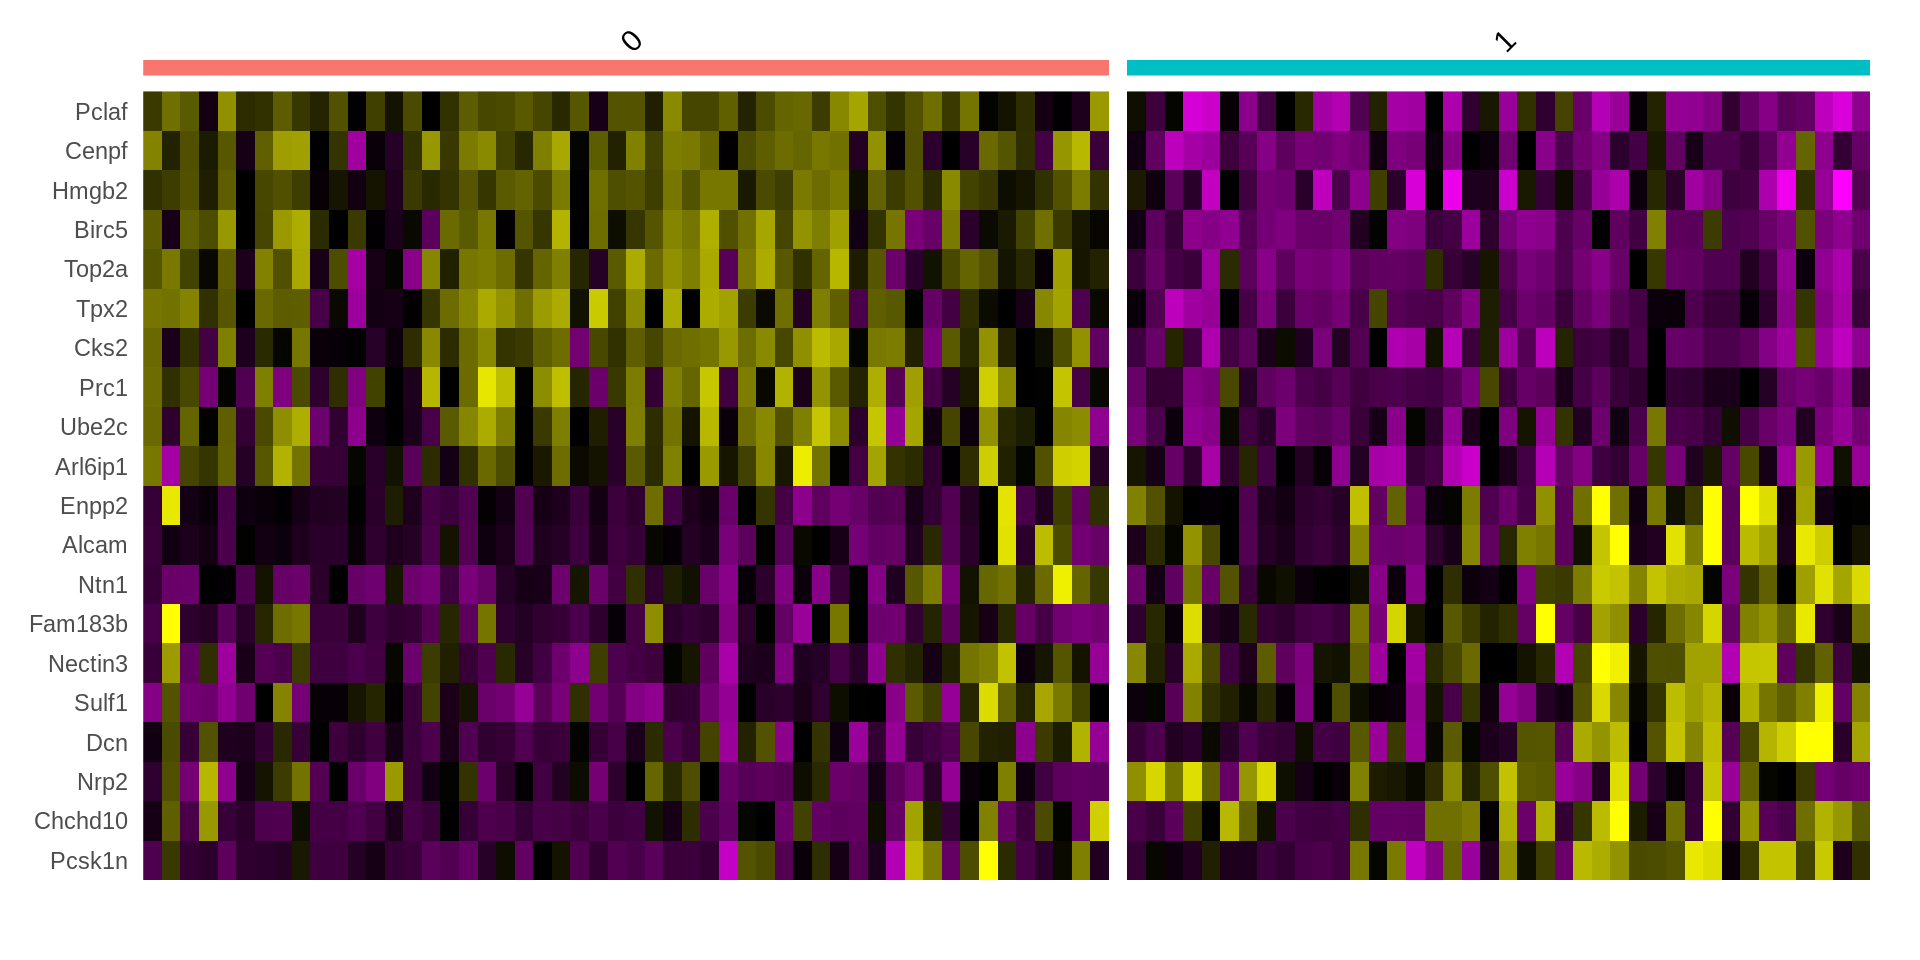 0
1
Pclaf
Cenpf
Hmgb2
Birc5
Top2a
Tpx2
Cks2
Prc1
Ube2c
Arl6ip1
Enpp2
Alcam
Ntn1
Fam183b
Nectin3
Sulf1
Dcn
Nrp2
Chchd10
Pcsk1n